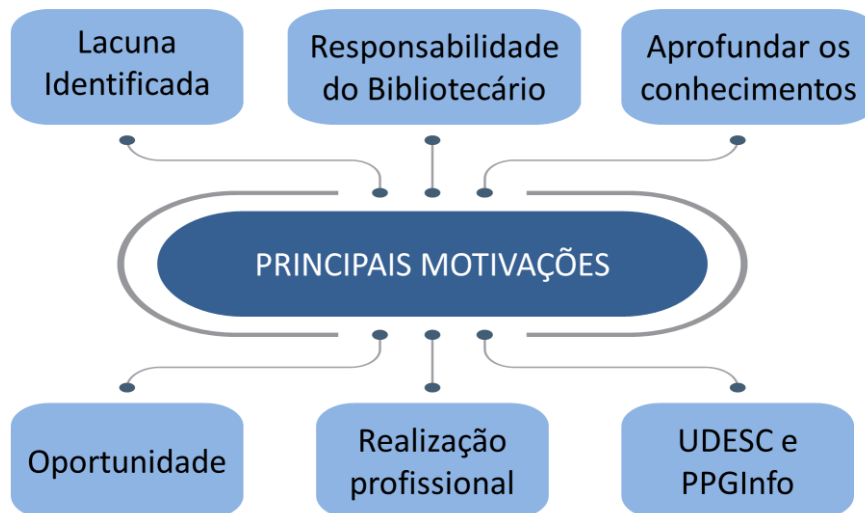 Lacuna
Identificada
Responsabilidade
do Bibliotecário
Aprofundar os
conhecimentos
PRINCIPAIS MOTIVAÇÕES
Oportunidade
Realização
profissional
UDESC e
PPGInfo